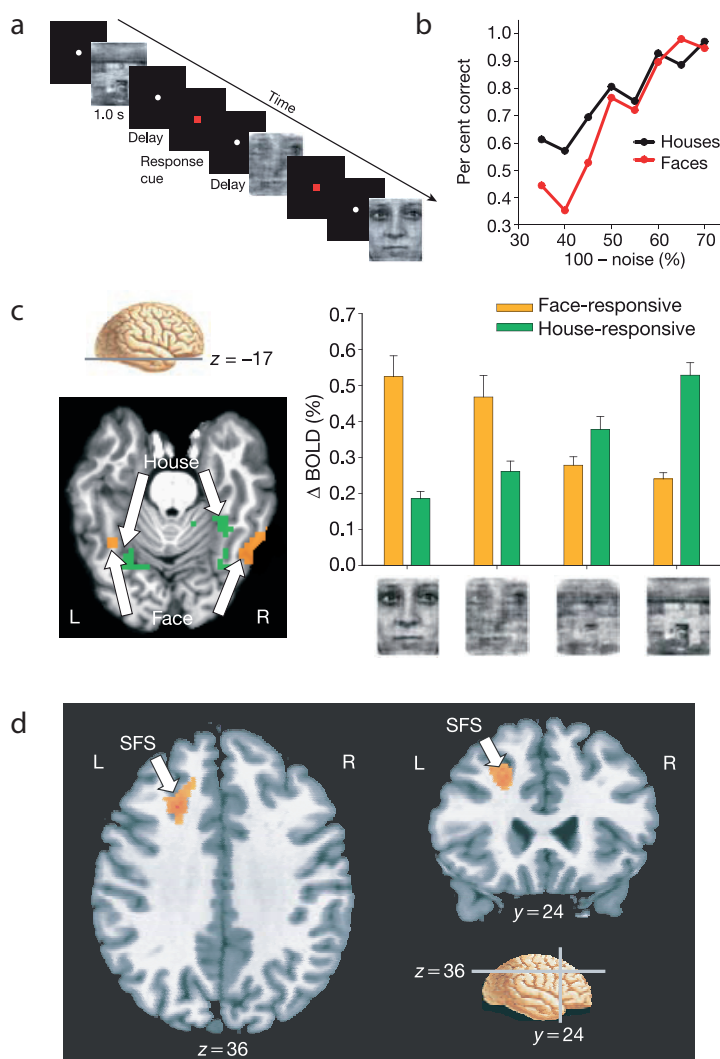 a
1.0 s
Delay
Response
cue
Delay
Time
b
Per cent correct
1.0
0.9
0.8
0.7
0.6
0.5
0.4
0.3
Houses
Faces
30 40 50 60 70
100 – noise (%)
c
z = –17
House
L Face R
Face-responsive
House-responsive
Δ BOLD (%)
0.7
0.6
0.5
0.4
0.3
0.2
0.1
0.0
d
SFS
L R
z = 36
SFS
L R
y = 24
z = 36
y = 24